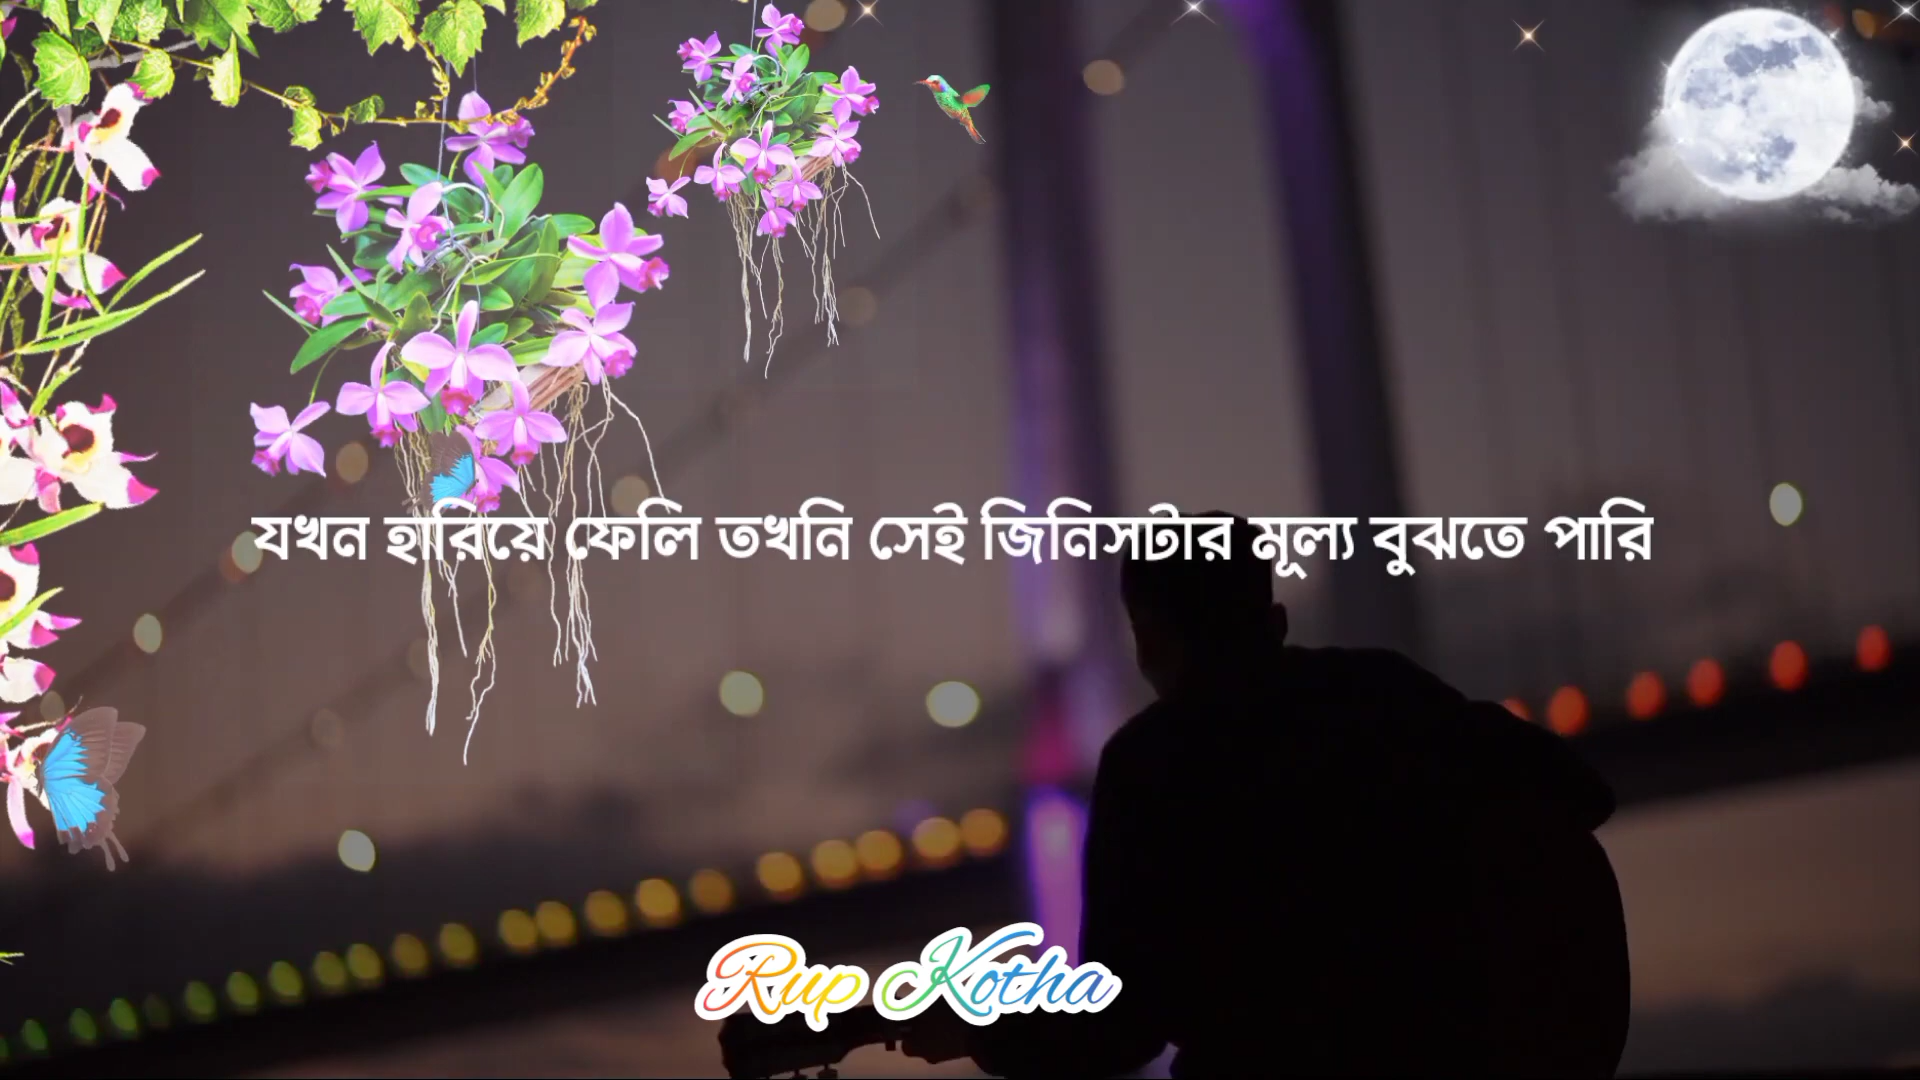 যখন হারিয়ে ফেলি তখনি সেই জিনিসটার মূল্য বুঝতে পারি
Rup Kotha